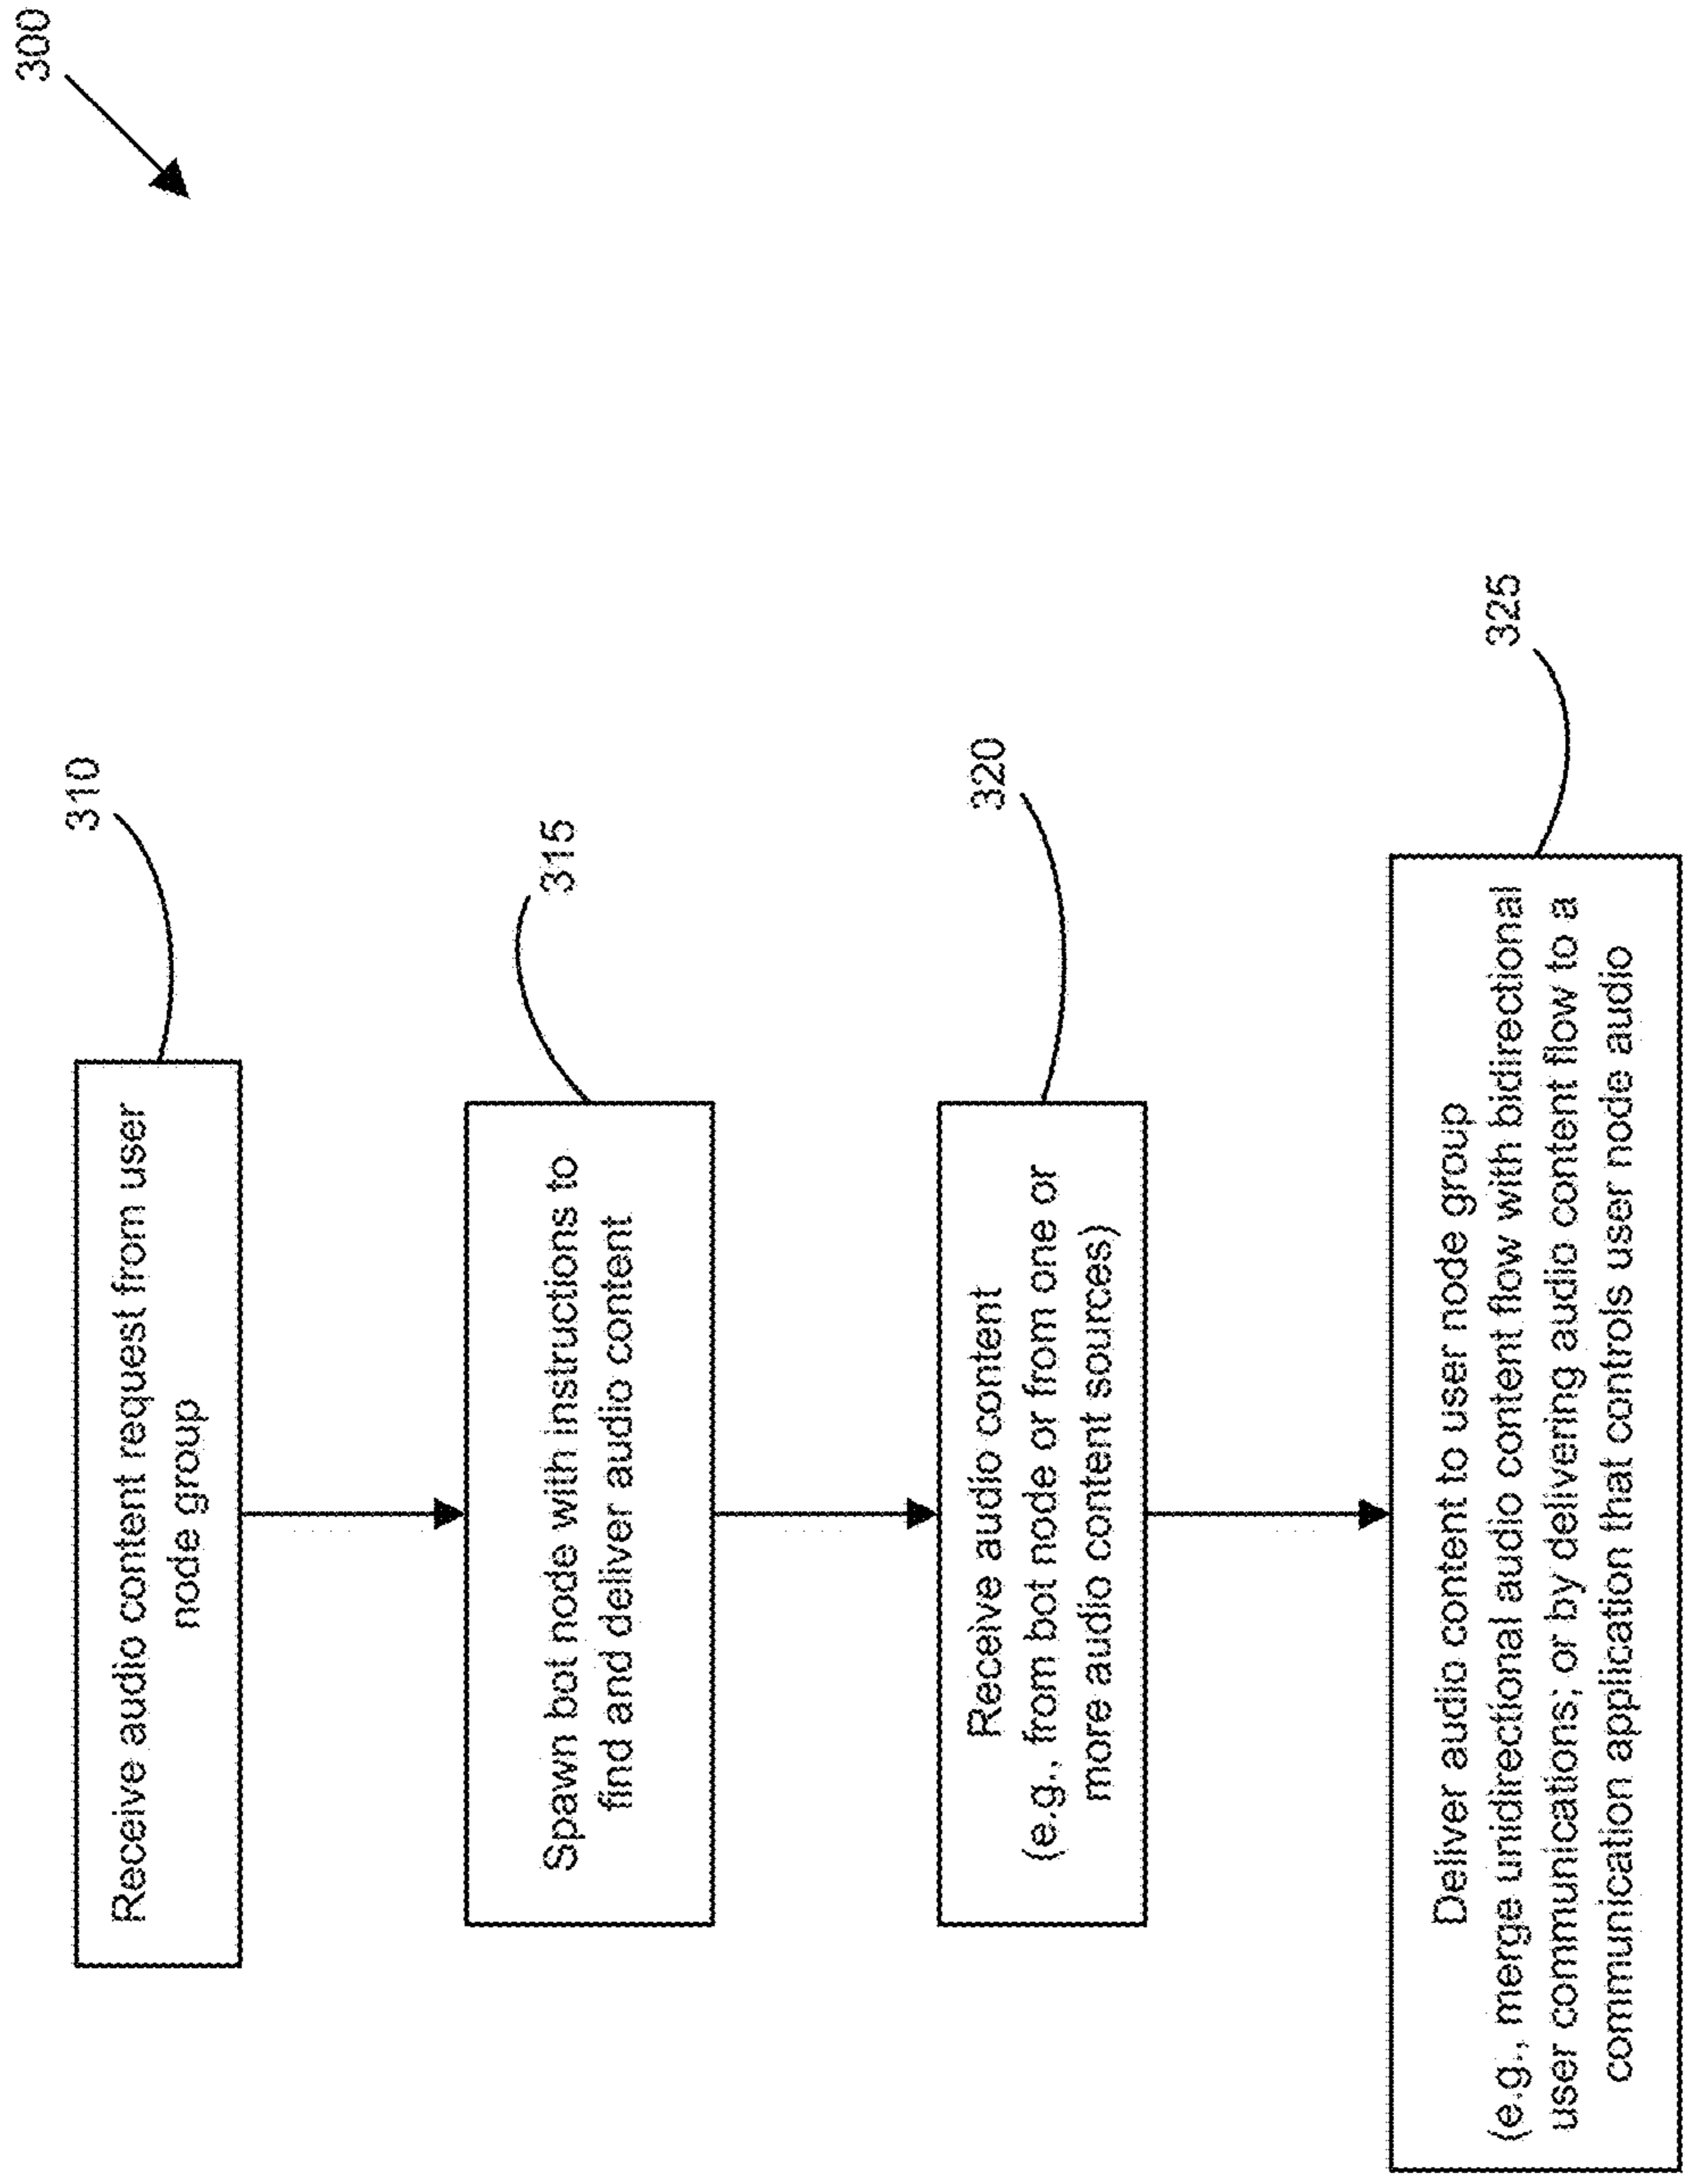 300
310
Receive audio content request from user
node group
315
Spawn bot node with instructions to
find and deliver audio content
320
Receive audio content
(e.g., from bot node or from one or
more audio content sources)
325
Deliver audio content to user node group
(e.g., merge unidirectional audio content flow with bidirectional
user communications; or by delivering audio content flow to a
communication application that controls user node audio